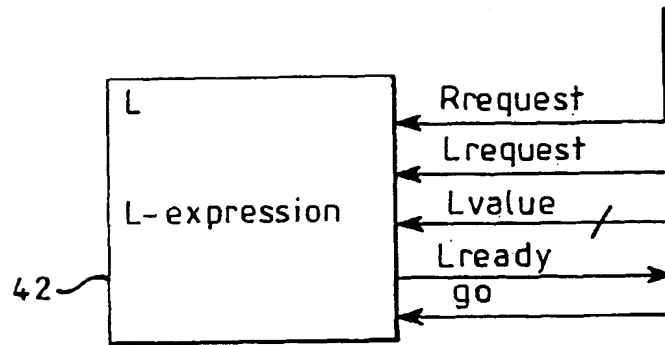 L
Rrequest
Lrequest
L-expression
Lvalue
Lready
42
go